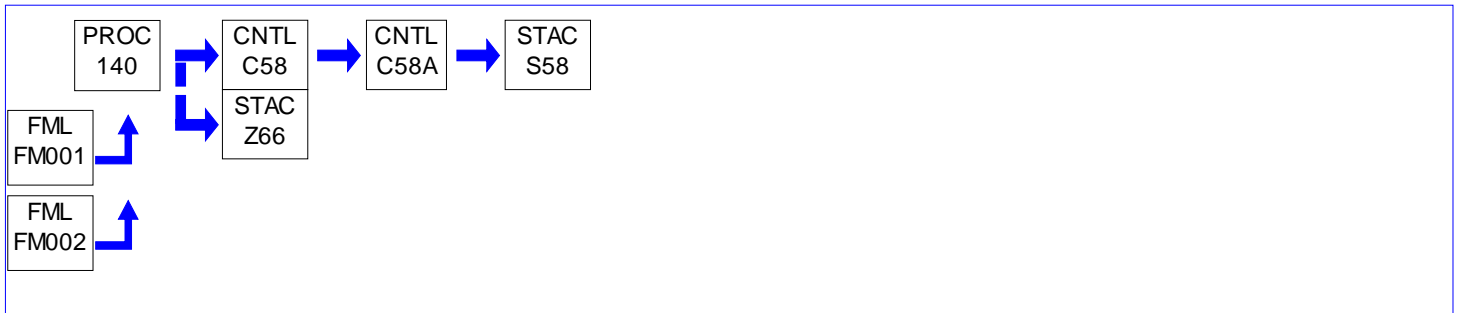 PROC
140
CNTL
C58
CNTL
C58A
STAC
S58
STAC
Z66
FML
FM001
FML
FM002